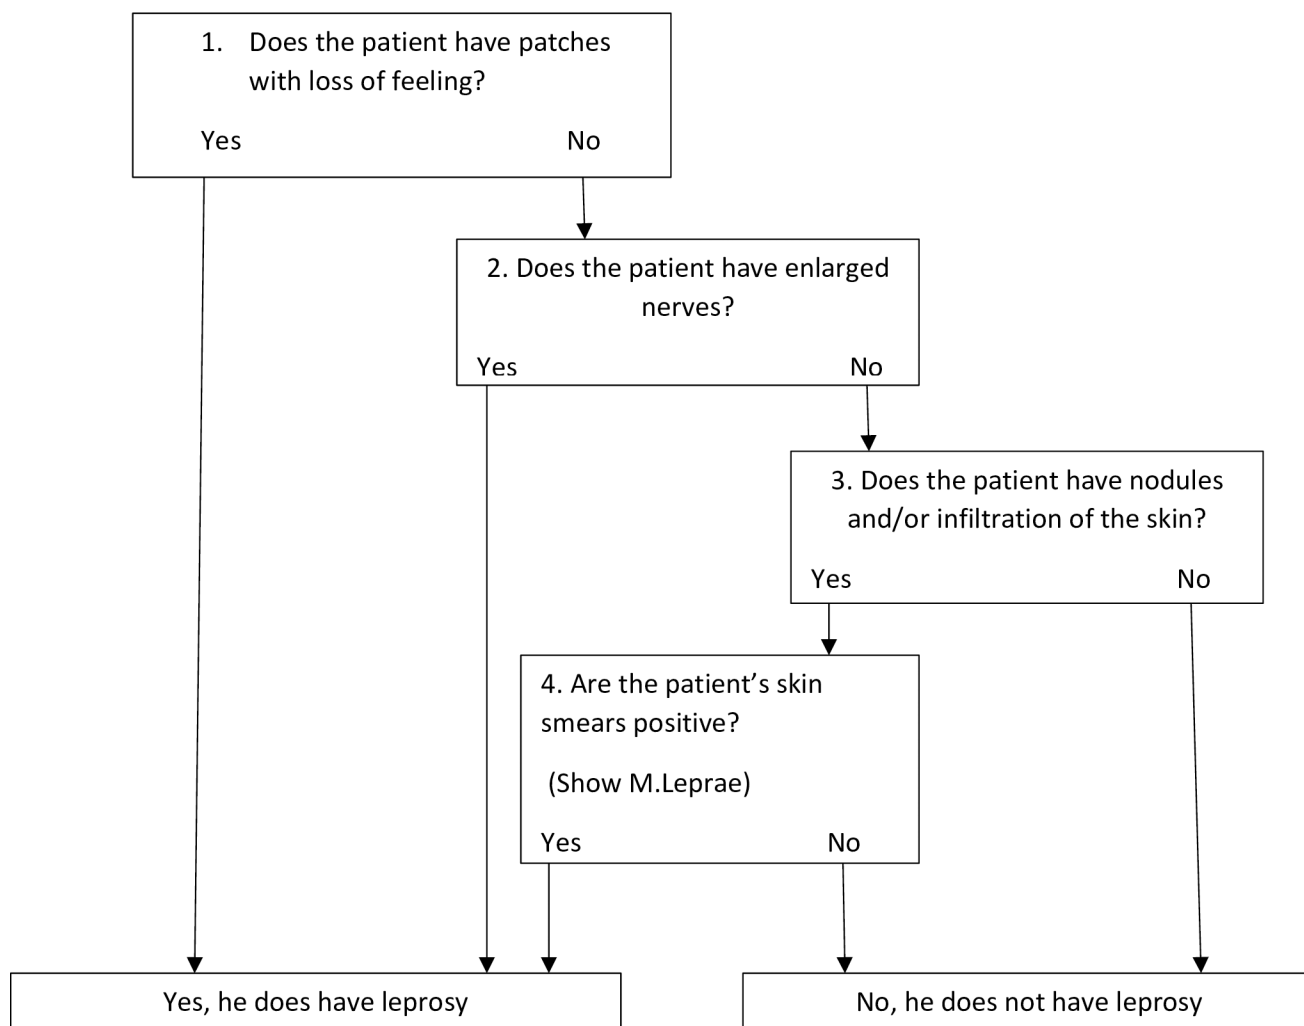 1. Does the patient have patches
with loss of feeling?
Yes No
2. Does the patient have enlarged
nerves?
Yes No
3. Does the patient have nodules
and/or infiltration of the skin?
Yes No
4. Are the patient’s skin
smears positive?
(Show M.Leprae)
Yes No
Yes, he does have leprosy
No, he does not have leprosy